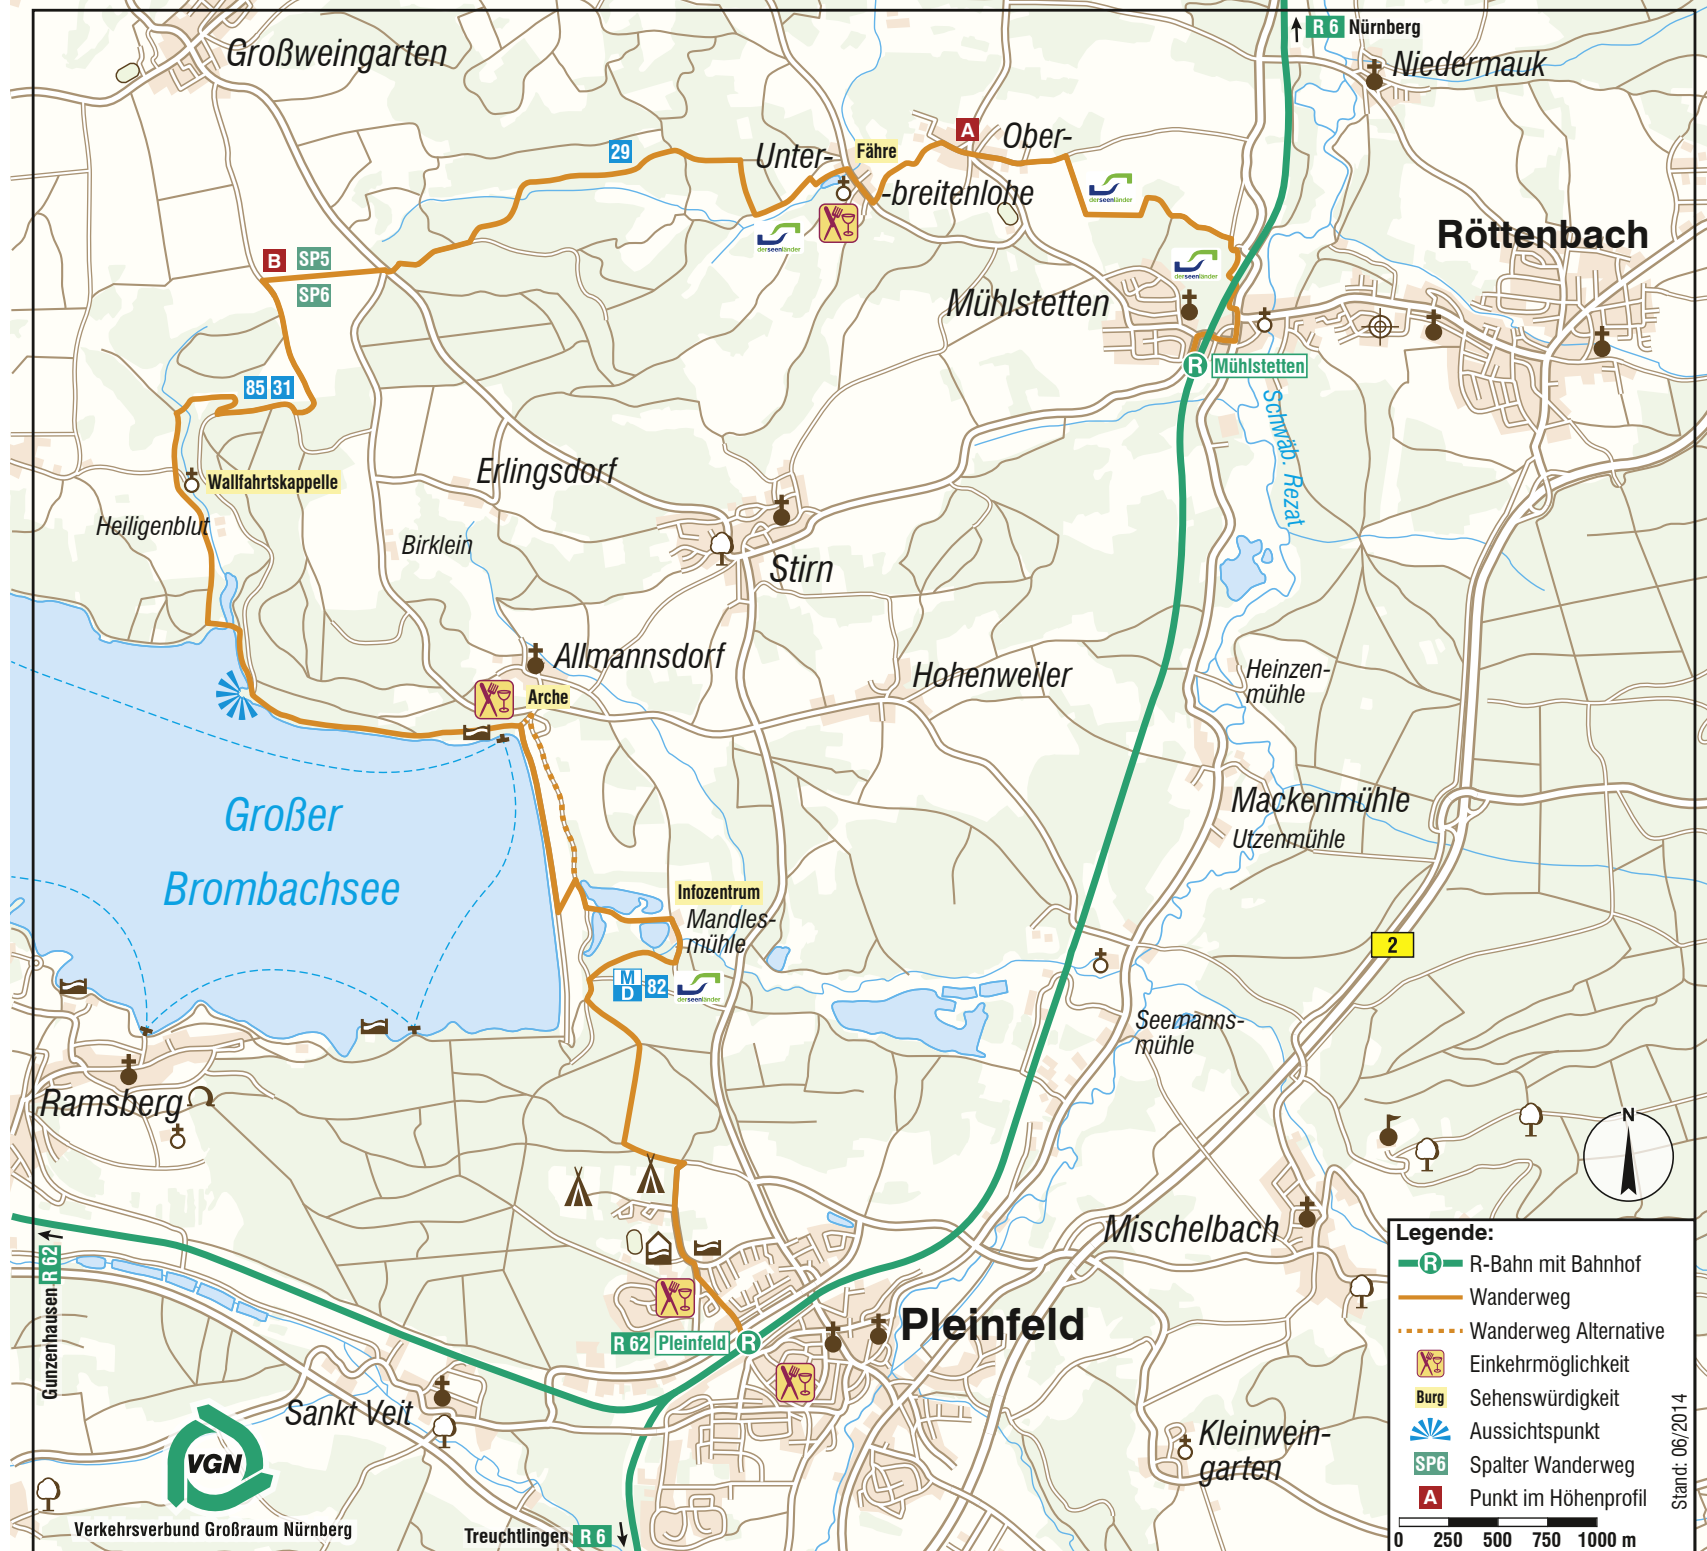 Großweingarten
R 6 Nürnberg
Niedermauk
29
Unter-
Fähre
A
Ober-
-breitenlohe
derseenländer
derseenländer
Röttenbach
B
SP5
SP6
derseenländer
Mühlstetten
R
Mühlstetten
85
31
Wallfahrtskappelle
Heiligenblut
Erlingsdorf
Birklein
Stirn
Schwäb. Rezat
Allmannsdorf
Arche
Hohenweiler
Heinzen-
mühle
Großer
Brombachsee
Mackenmühle
Utzenmühle
Infozentrum
Mandles-
mühle
2
M
D
82
derseenländer
Seemanns-
mühle
Ramsberg
N
Mischelbach
Gunzenhausen R 62
R 62
Pleinfeld
R
Pleinfeld
Sankt Veit
Kleinwein-
garten
VGN
Verkehrsverbund Großraum Nürnberg
Treuchtlingen R 6
Legende:
R
R-Bahn mit Bahnhof
Wanderweg
Wanderweg Alternative
Einkehrmöglichkeit
Burg
Sehenswürdigkeit
Aussichtspunkt
SP6
Spalter Wanderweg
A
Punkt im Höhenprofil
0 250 500 750 1000 m
Stand: 06/2014